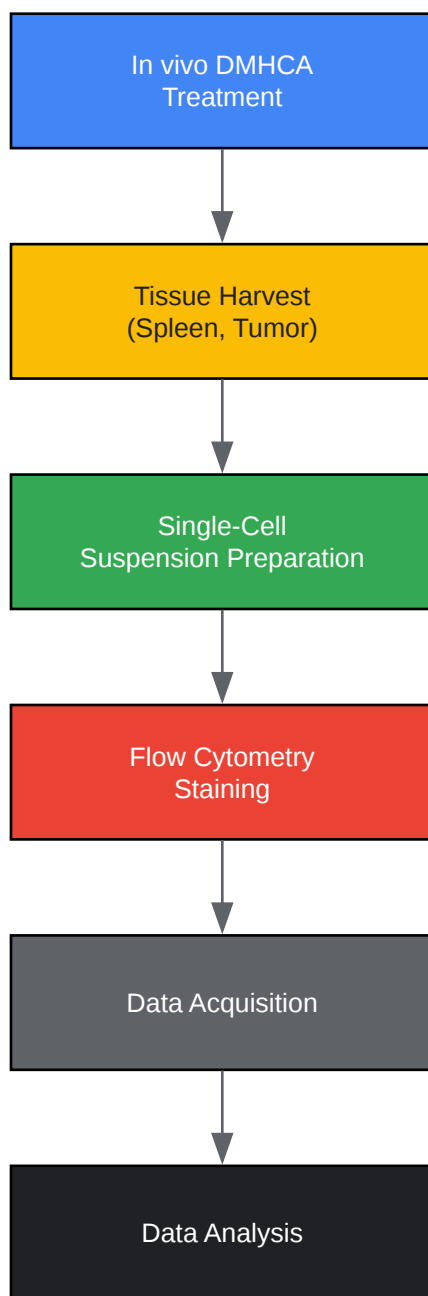 In vivo DMHCA
Treatment
Tissue Harvest
(Spleen, Tumor)
Single-Cell
Suspension Preparation
Flow Cytometry
Staining
Data Acquisition
Data Analysis